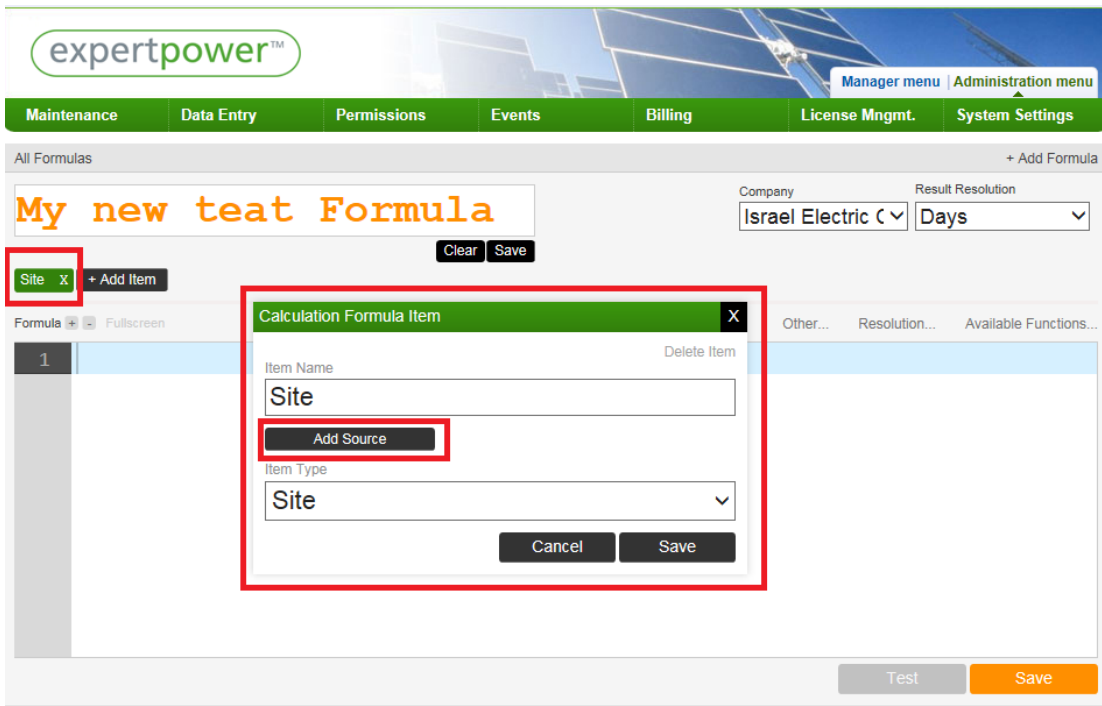 expertpower™
Manager menu | Administration menu
Maintenance Data Entry Permissions Events Billing License Mngmt. System Settings
All Formulas + Add Formula
My new teat Formula
Company Result Resolution
Israel Electric C Days
Clear Save
Site X + Add Item
Formula + - Fullscreen Other... Resolution... Available Functions...
1
Calculation Formula Item X
Delete Item
Item Name
Site
Add Source
Item Type
Site
Cancel Save
Test Save